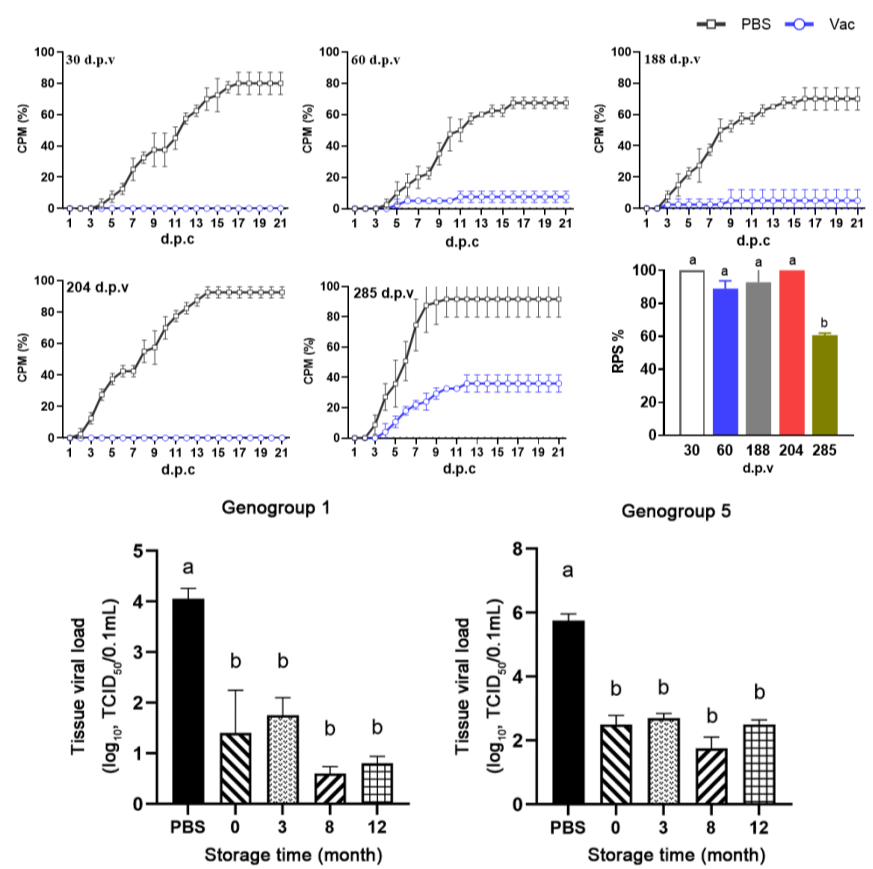 PBS Vac
30 d.p.v
100
80
60
40
20
0
CPM (%)
1 3 5 7 9 11 13 15 17 19 21
d.p.c
60 d.p.v
100
80
60
40
20
0
CPM (%)
1 3 5 7 9 11 13 15 17 19 21
d.p.c
188 d.p.v
100
80
60
40
20
0
CPM (%)
1 3 5 7 9 11 13 15 17 19 21
d.p.c
204 d.p.v
100
80
60
40
20
0
CPM (%)
1 3 5 7 9 11 13 15 17 19 21
d.p.c
285 d.p.v
100
80
60
40
20
0
CPM (%)
1 3 5 7 9 11 13 15 17 19 21
d.p.c
a a a a b
100
80
60
40
20
0
RPS %
30 60 188 204 285
d.p.v
Genogroup 1
5
4
3
2
1
0
Tissue viral load
(log10, TCID50/0.1mL)
a b b b b
PBS 0 3 8 12
Storage time (month)
Genogroup 5
8
6
4
2
0
Tissue viral load
(log10, TCID50/0.1mL)
a b b b b
PBS 0 3 8 12
Storage time (month)